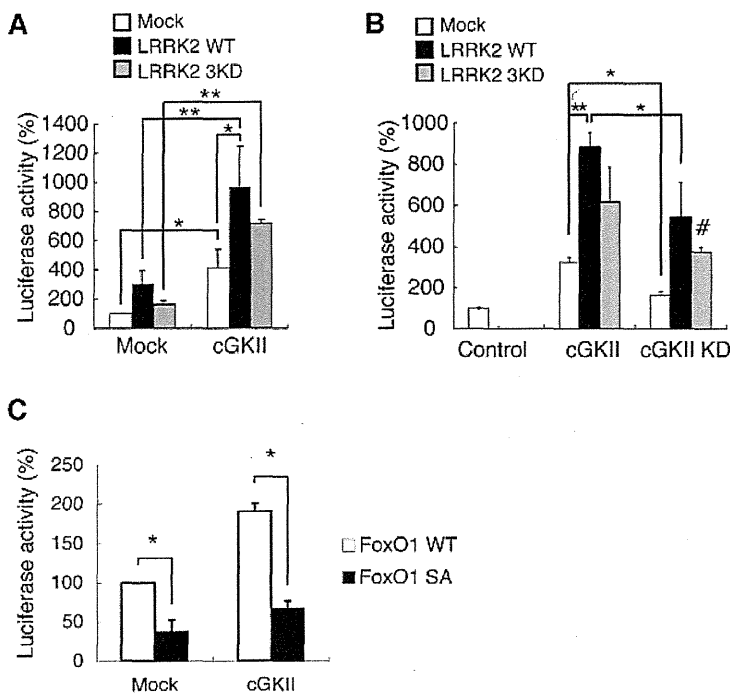 A
Mock
LRRK2 WT
LRRK2 3KD
Luciferase activity (%)
1400
1200
1000
800
600
400
200
0
**
**
*
*
Mock
cGKII
B
Mock
LRRK2 WT
LRRK2 3KD
Luciferase activity (%)
1000
800
600
400
200
0
*
**
*
#
Control
cGKII
cGKII KD
C
Luciferase activity (%)
250
200
150
100
50
0
*
*
Mock
cGKII
FoxO1 WT
FoxO1 SA